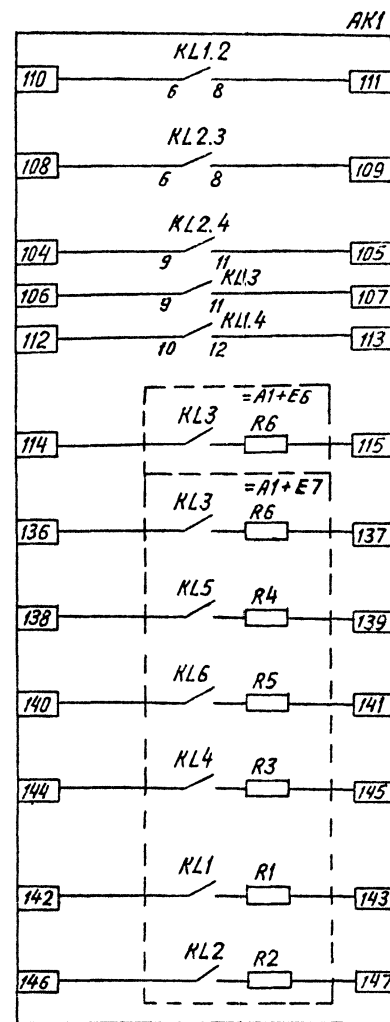 AK1
KL1.2
110 6 8 111
KL2.3
108 6 8 109
KL2.4
104 9 11 105
KL1.3
106 9 11 107
KL1.4
112 10 12 113
=A1+E6
KL3 R6
114 115
=A1+E7
KL3 R6
136 137
KL5 R4
138 139
KL6 R5
140 141
KL4 R3
144 145
KL1 R1
142 143
KL2 R2
146 147